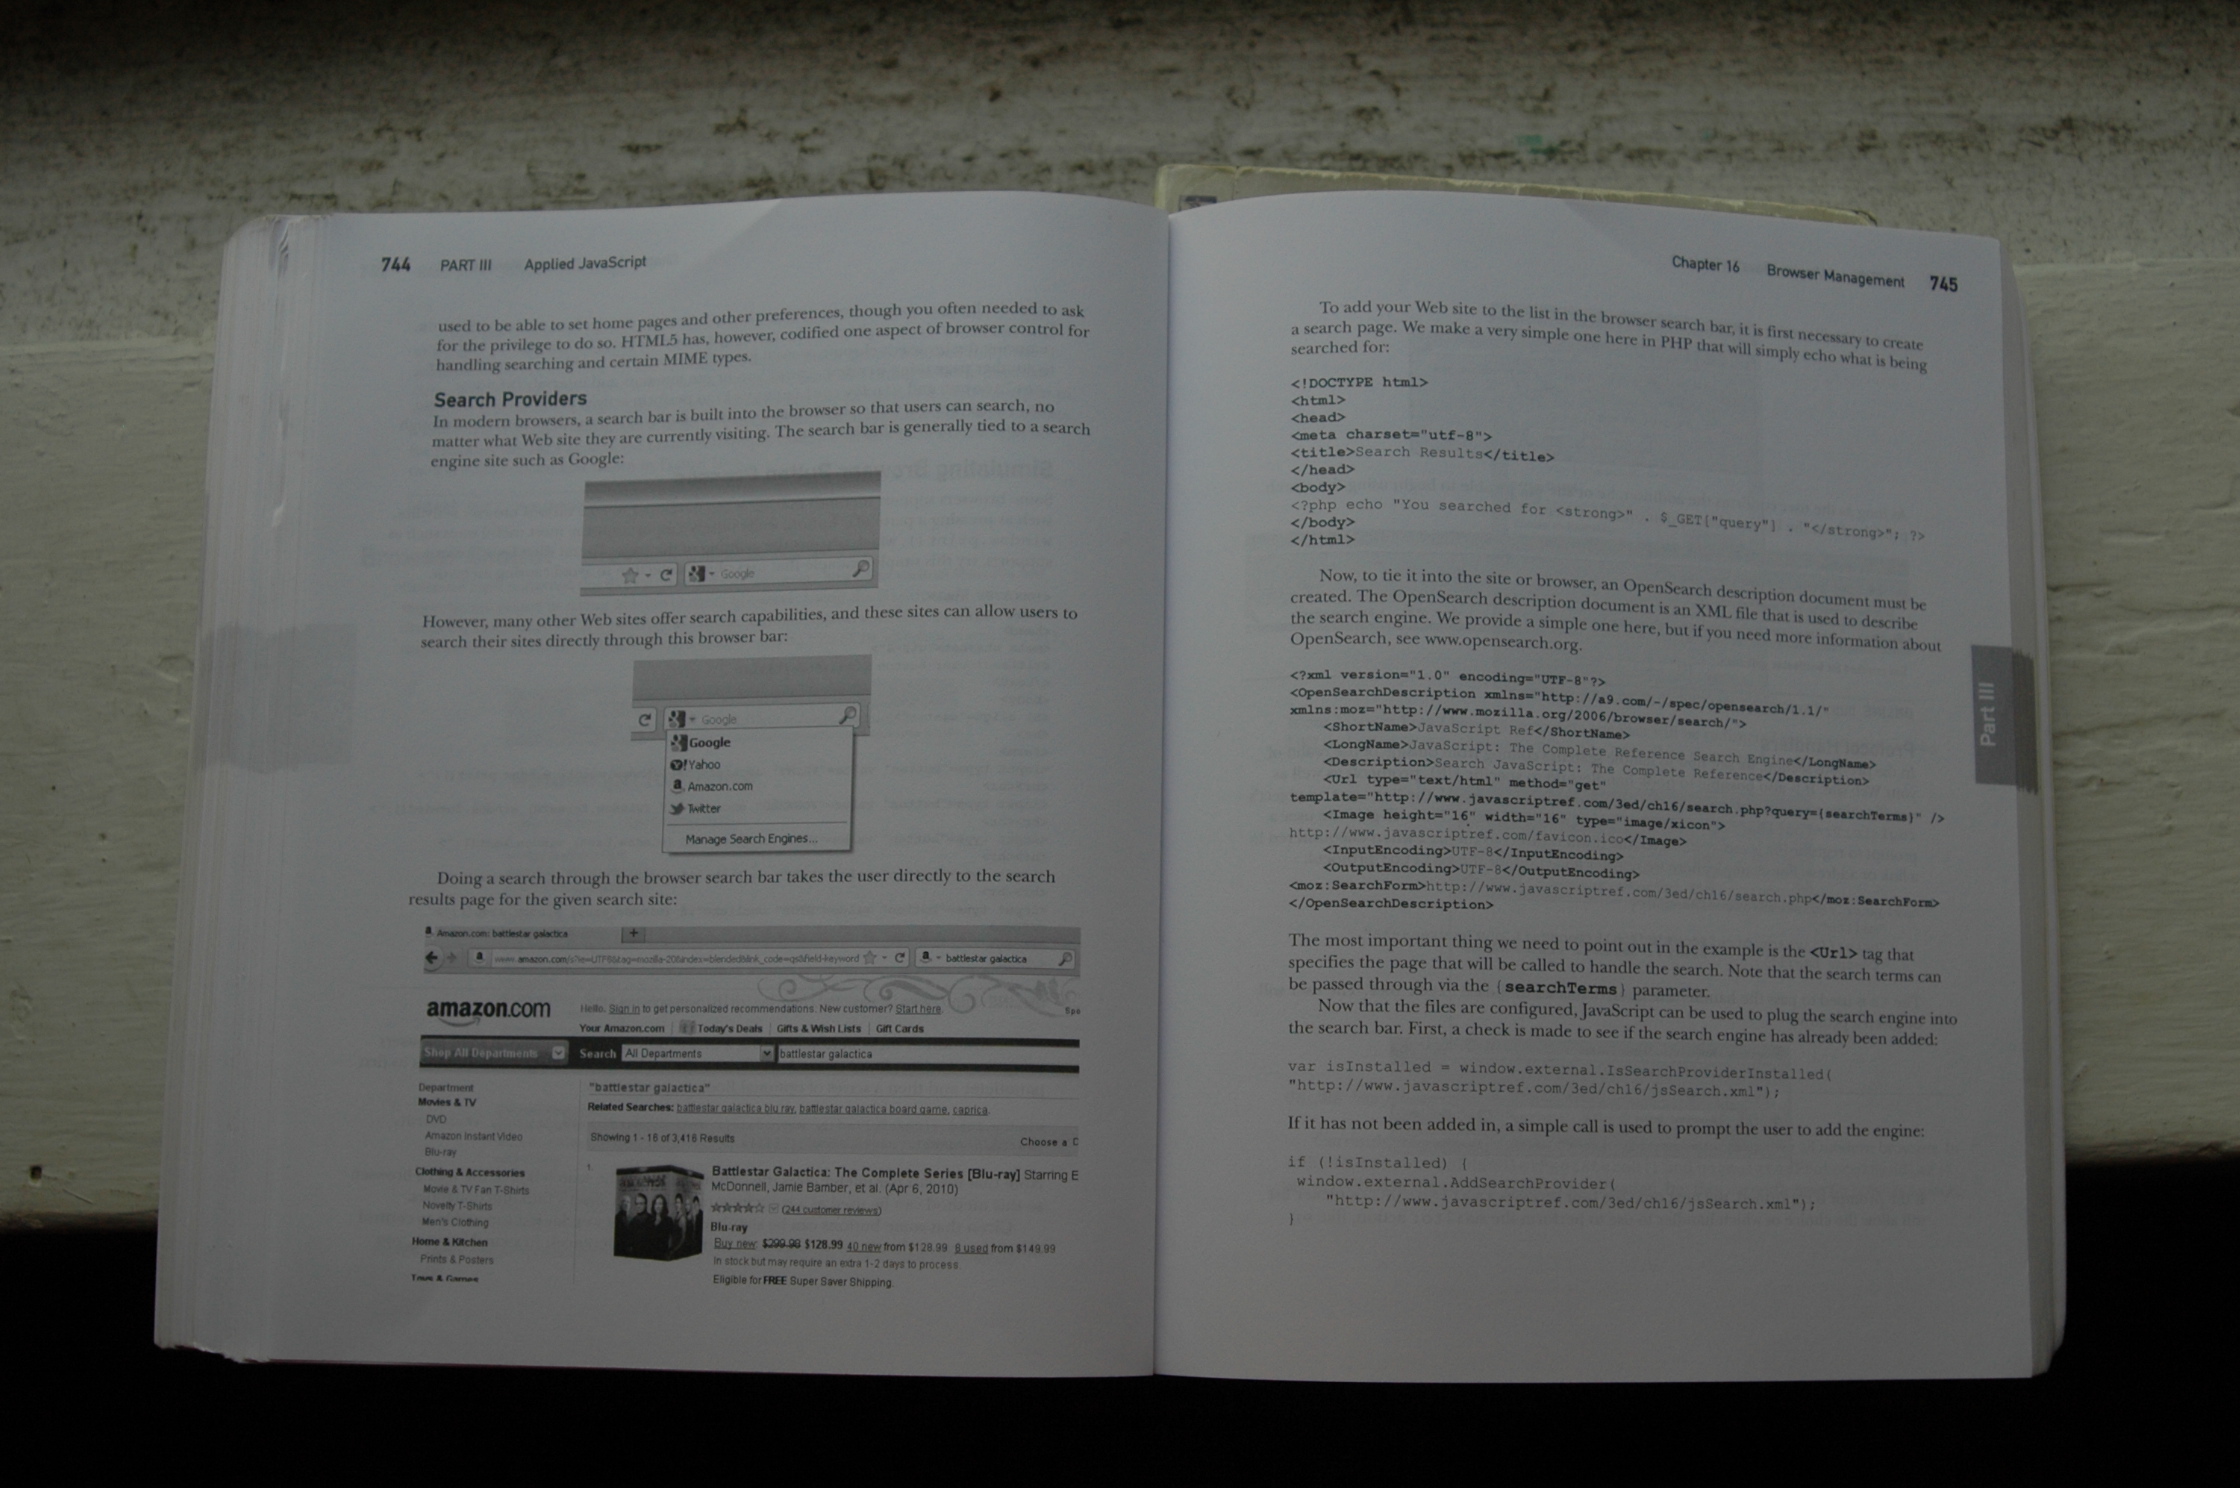 744 PART III Applied JavaScript
used to be able to set home pages and other preferences, though you often needed to ask
for the privilege to do so. HTML5 has, however, codified one aspect of browser control for
handling searching and certain MIME types.
Search Providers
In modern browsers, a search bar is built into the browser so that users can search, no
matter what Web site they are currently visiting. The search bar is generally tied to a search
engine site such as Google:
Google
However, many other Web sites offer search capabilities, and these sites can allow users to
search their sites directly through this browser bar:
Google
Google
Yahoo
Amazon.com
Twitter
Manage Search Engines...
Doing a search through the browser search bar takes the user directly to the search
results page for the given search site:
Amazon.com: battlestar galactica
battlestar galactica
amazon.com Hello. Sign in to get personalized recommendations. New customer? Start here.
Your Amazon.com Today's Deals Gifts & Wish Lists Gift Cards
Shop All Departments Search All Departments battlestar galactica
Department
Movies & TV
DVD
Amazon Instant Video
Blu-ray
Clothing & Accessories
Movie & TV Fan T-Shirts
Novelty T-Shirts
Men's Clothing
Home & Kitchen
Prints & Posters
Toys & Games
"battlestar galactica"
Related Searches: battlestar galactica blu ray, battlestar galactica board game, caprica.
Showing 1 - 16 of 3,416 Results Choose a
1.
Battlestar Galactica: The Complete Series [Blu-ray] Starring E
McDonnell, Jamie Bamber, et al. (Apr 6, 2010)
(244 customer reviews)
Blu-ray
Buy new: $299.98 $128.99 40 new from $128.99 8 used from $149.99
In stock but may require an extra 1-2 days to process.
Eligible for FREE Super Saver Shipping.
Chapter 16 Browser Management 745
To add your Web site to the list in the browser search bar, it is first necessary to create
a search page. We make a very simple one here in PHP that will simply echo what is being
searched for:
<!DOCTYPE html>
<html>
<head>
<meta charset="utf-8">
<title>Search Results</title>
</head>
<body>
<?php echo "You searched for <strong>" . $_GET["query"] . "</strong>"; ?>
</body>
</html>
Now, to tie it into the site or browser, an OpenSearch description document must be
created. The OpenSearch description document is an XML file that is used to describe
the search engine. We provide a simple one here, but if you need more information about
OpenSearch, see www.opensearch.org.
<?xml version="1.0" encoding="UTF-8"?>
<OpenSearchDescription xmlns="http://a9.com/-/spec/opensearch/1.1/"
xmlns:moz="http://www.mozilla.org/2006/browser/search/">
<ShortName>JavaScript Ref</ShortName>
<LongName>JavaScript: The Complete Reference Search Engine</LongName>
<Description>Search JavaScript: The Complete Reference</Description>
<Url type="text/html" method="get"
template="http://www.javascriptref.com/3ed/ch16/search.php?query={searchTerms}" />
<Image height="16" width="16" type="image/xicon">
http://www.javascriptref.com/favicon.ico</Image>
<InputEncoding>UTF-8</InputEncoding>
<OutputEncoding>UTF-8</OutputEncoding>
<moz:SearchForm>http://www.javascriptref.com/3ed/ch16/search.php</moz:SearchForm>
</OpenSearchDescription>
The most important thing we need to point out in the example is the <Url> tag that
specifies the page that will be called to handle the search. Note that the search terms can
be passed through via the {searchTerms} parameter.
Now that the files are configured, JavaScript can be used to plug the search engine into
the search bar. First, a check is made to see if the search engine has already been added:
var isInstalled = window.external.IsSearchProviderInstalled(
"http://www.javascriptref.com/3ed/ch16/jsSearch.xml");
If it has not been added in, a simple call is used to prompt the user to add the engine:
if (!isInstalled) {
window.external.AddSearchProvider(
"http://www.javascriptref.com/3ed/ch16/jsSearch.xml");
}
Part III